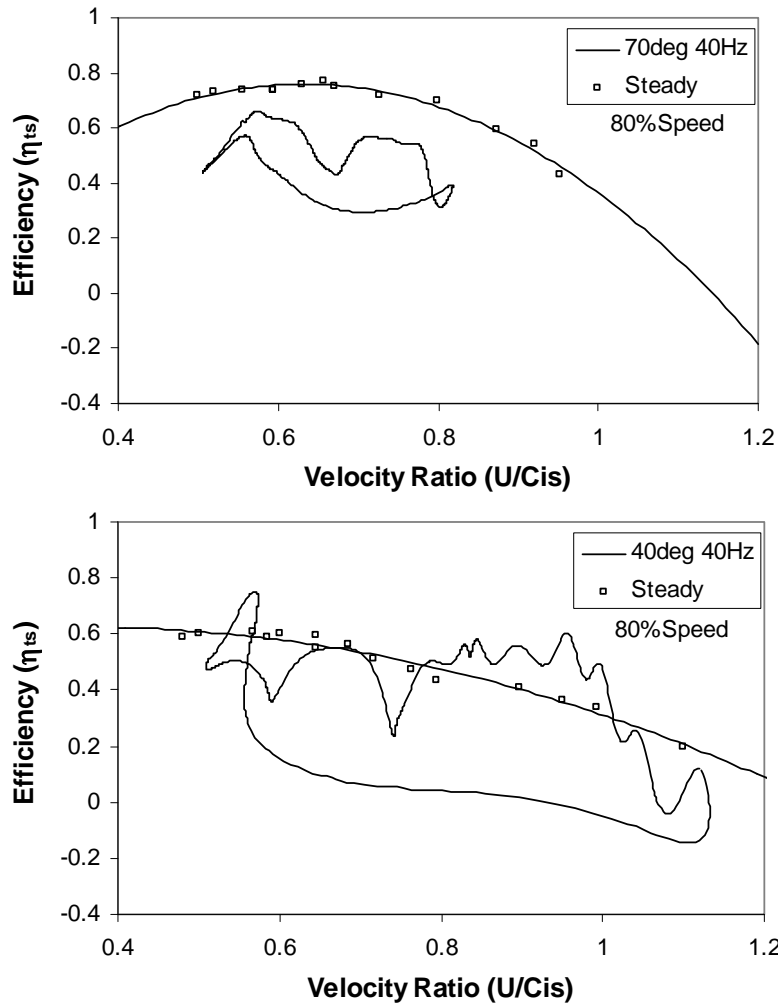 1
0.8
0.6
0.4
0.2
0
-0.2
-0.4
Efficiency (ηts)
70deg 40Hz
Steady
80%Speed
0.4 0.6 0.8 1 1.2
Velocity Ratio (U/Cis)
1
0.8
0.6
0.4
0.2
0
-0.2
-0.4
Efficiency (ηts)
40deg 40Hz
Steady
80%Speed
0.4 0.6 0.8 1 1.2
Velocity Ratio (U/Cis)